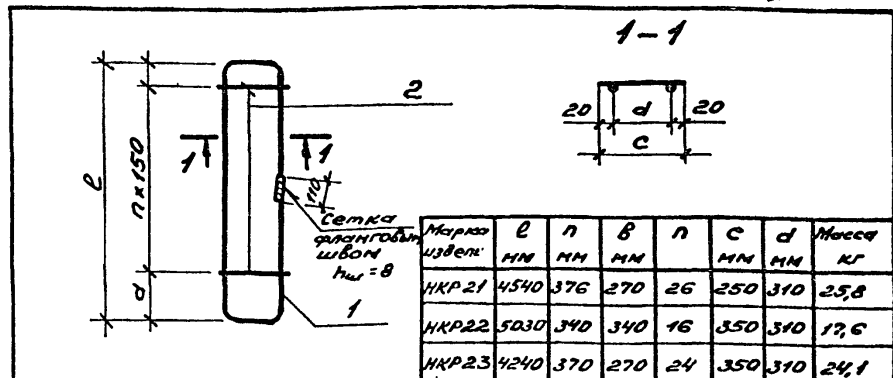 1-1
2
20 d 20
c
1 1
ℓ
n×150
d
110
Сетка
фланговым
швом
hш = 8
1
Марка издел. ℓ мм n мм в мм n c мм d мм Масса кг
НКР21 4540 376 270 26 250 310 25,8
НКР22 5030 340 340 16 350 310 17,6
НКР23 4240 370 270 24 350 310 24,1